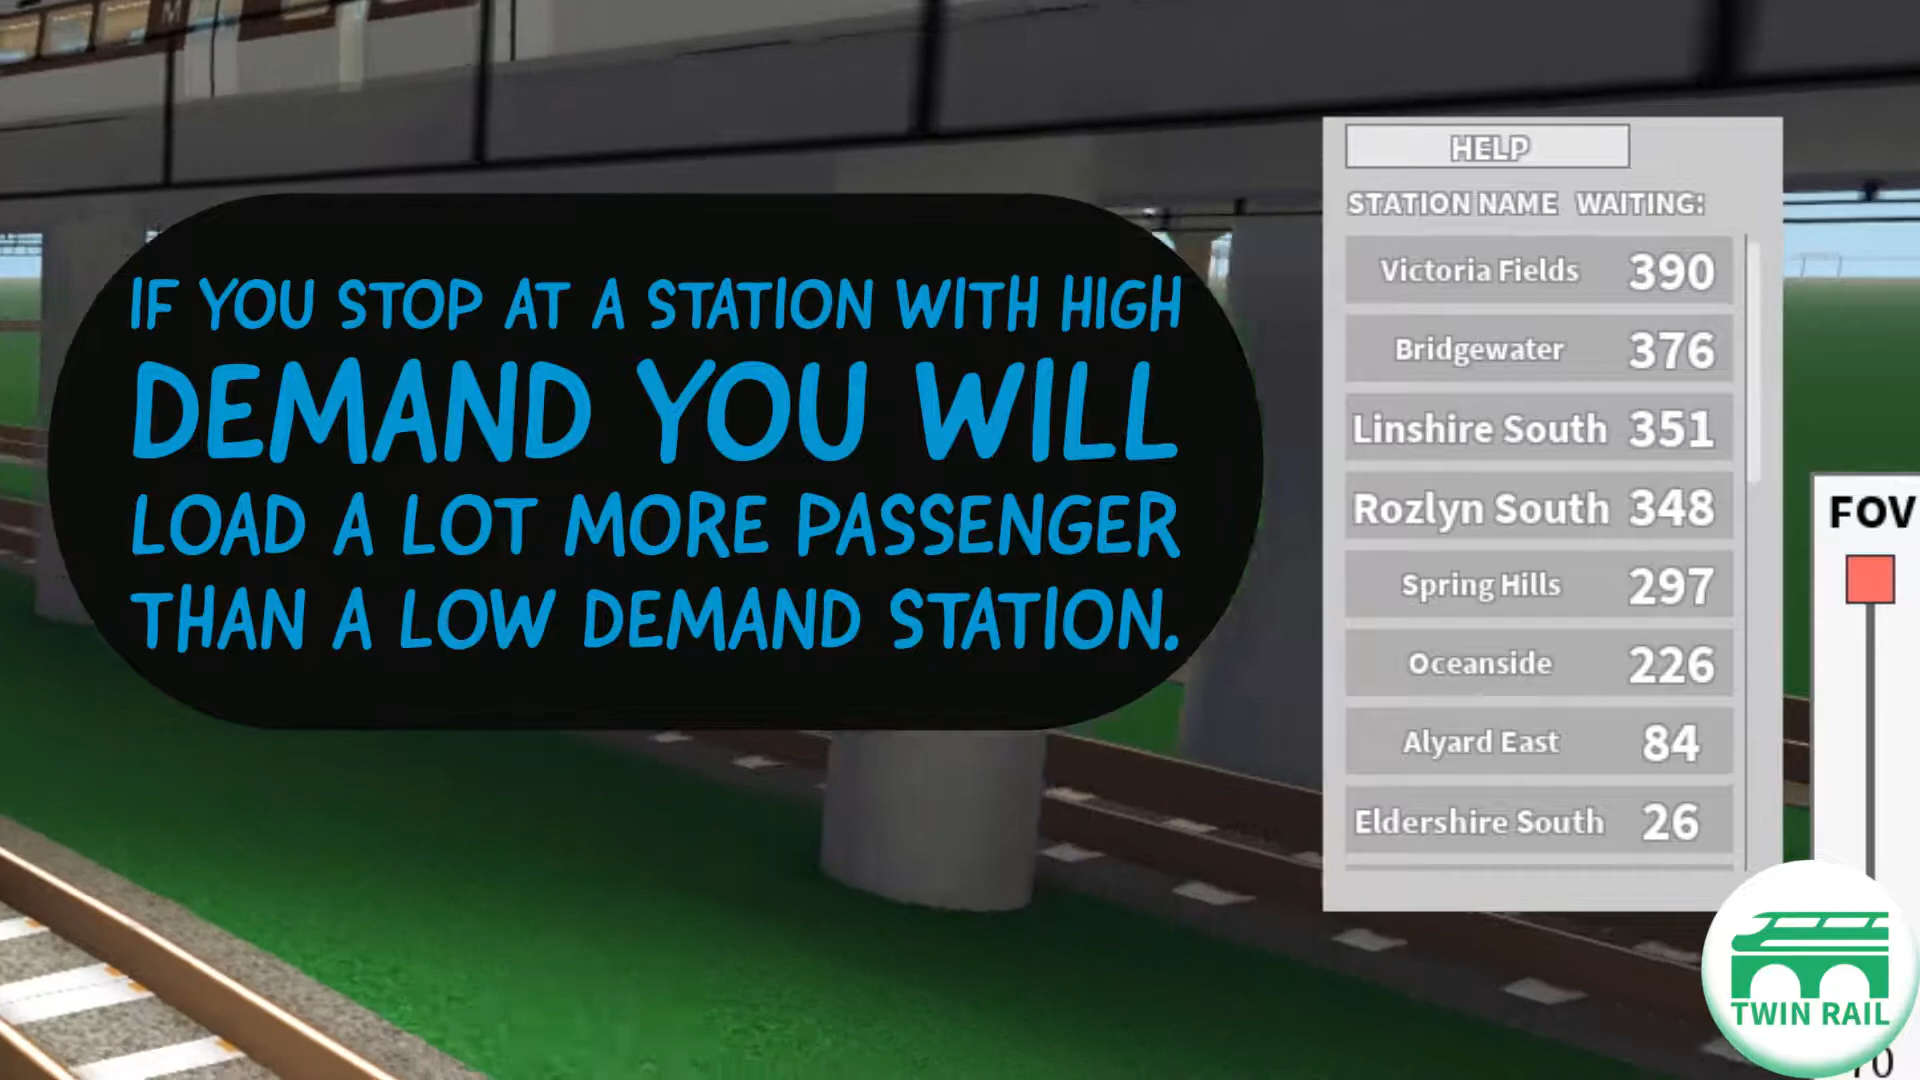 M
IF YOU STOP AT A STATION WITH HIGH
DEMAND YOU WILL
LOAD A LOT MORE PASSENGER
THAN A LOW DEMAND STATION.
HELP
STATION NAME WAITING:
Victoria Fields 390
Bridgewater 376
Linshire South 351
Rozlyn South 348
Spring Hills 297
Oceanside 226
Alyard East 84
Eldershire South 26
FOV
TWIN RAIL